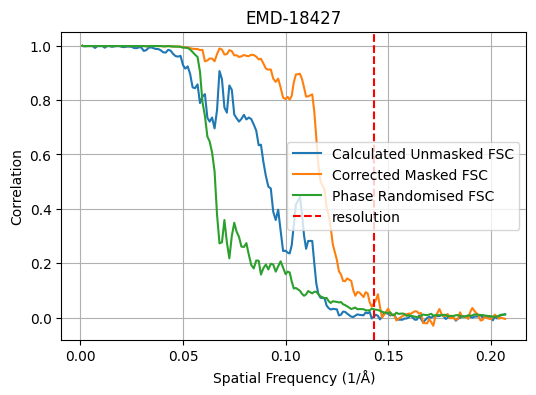 EMD-18427
1.0
0.8
0.6
0.4
0.2
0.0
Correlation
Calculated Unmasked FSC
Corrected Masked FSC
Phase Randomised FSC
resolution
0.00
0.05
0.10
0.15
0.20
Spatial Frequency (1/Å)